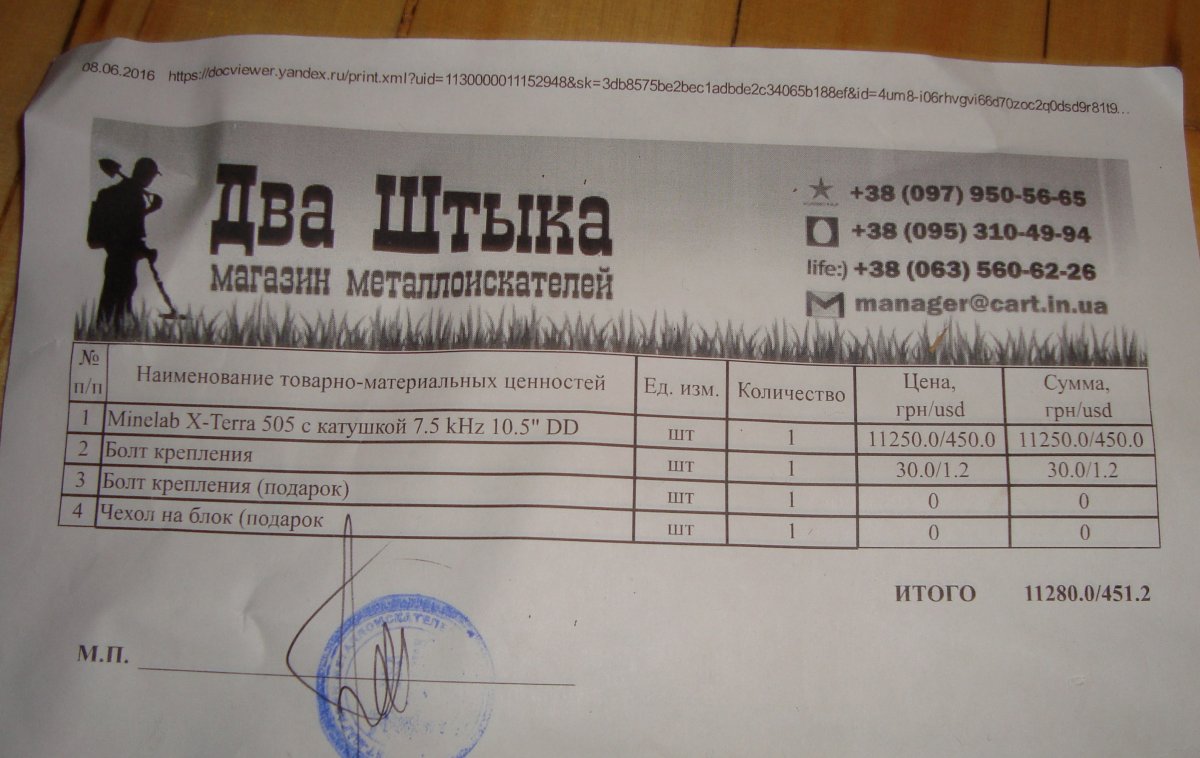 08.06.2016 https://docviewer.yandex.ru/print.xml?uid=1130000011152948&sk=3db8575be2bec1adbde2c34065b188ef&id=4um8-i06rhvgvi66d70zoc2q0dsd9r81t9...
Два Штыка
магазин металлоискателей
+38 (097) 950-56-65
+38 (095) 310-49-94
life:) +38 (063) 560-62-26
manager@cart.in.ua
№ п/п Наименование товарно-материальных ценностей Ед. изм. Количество Цена, грн/usd Сумма, грн/usd
1 Minelab X-Terra 505 с катушкой 7.5 kHz 10.5" DD шт 1 11250.0/450.0 11250.0/450.0
2 Болт крепления шт 1 30.0/1.2 30.0/1.2
3 Болт крепления (подарок) шт 1 0 0
4 Чехол на блок (подарок шт 1 0 0
ИТОГО 11280.0/451.2
М.П.